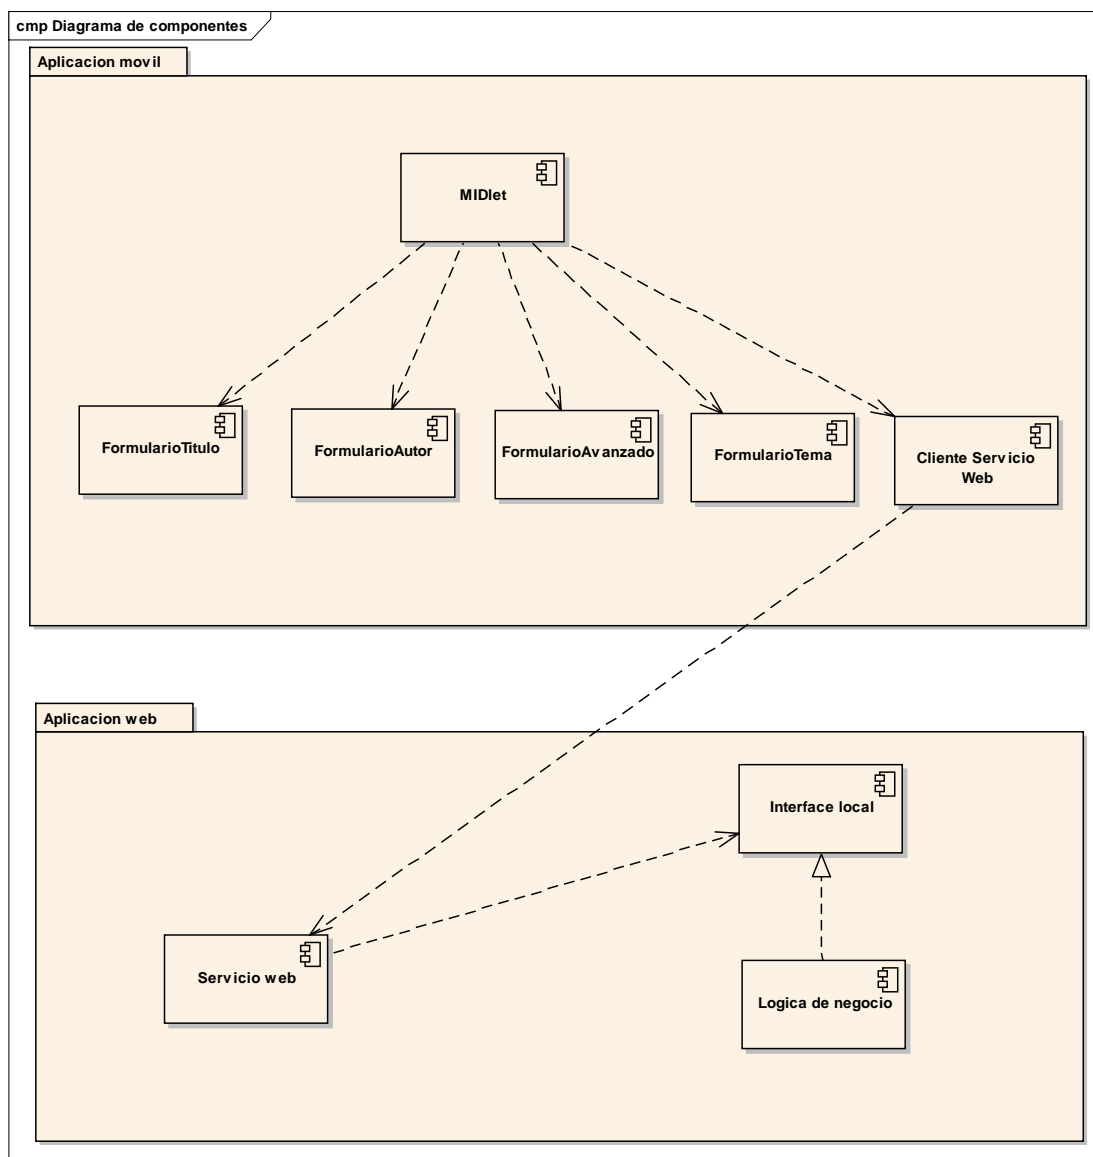 cmp Diagrama de componentes
Aplicacion movil
MIDlet
FormularioTitulo
FormularioAutor
FormularioAvanzado
FormularioTema
Cliente Servicio
Web
Aplicacion web
Interface local
Servicio web
Logica de negocio